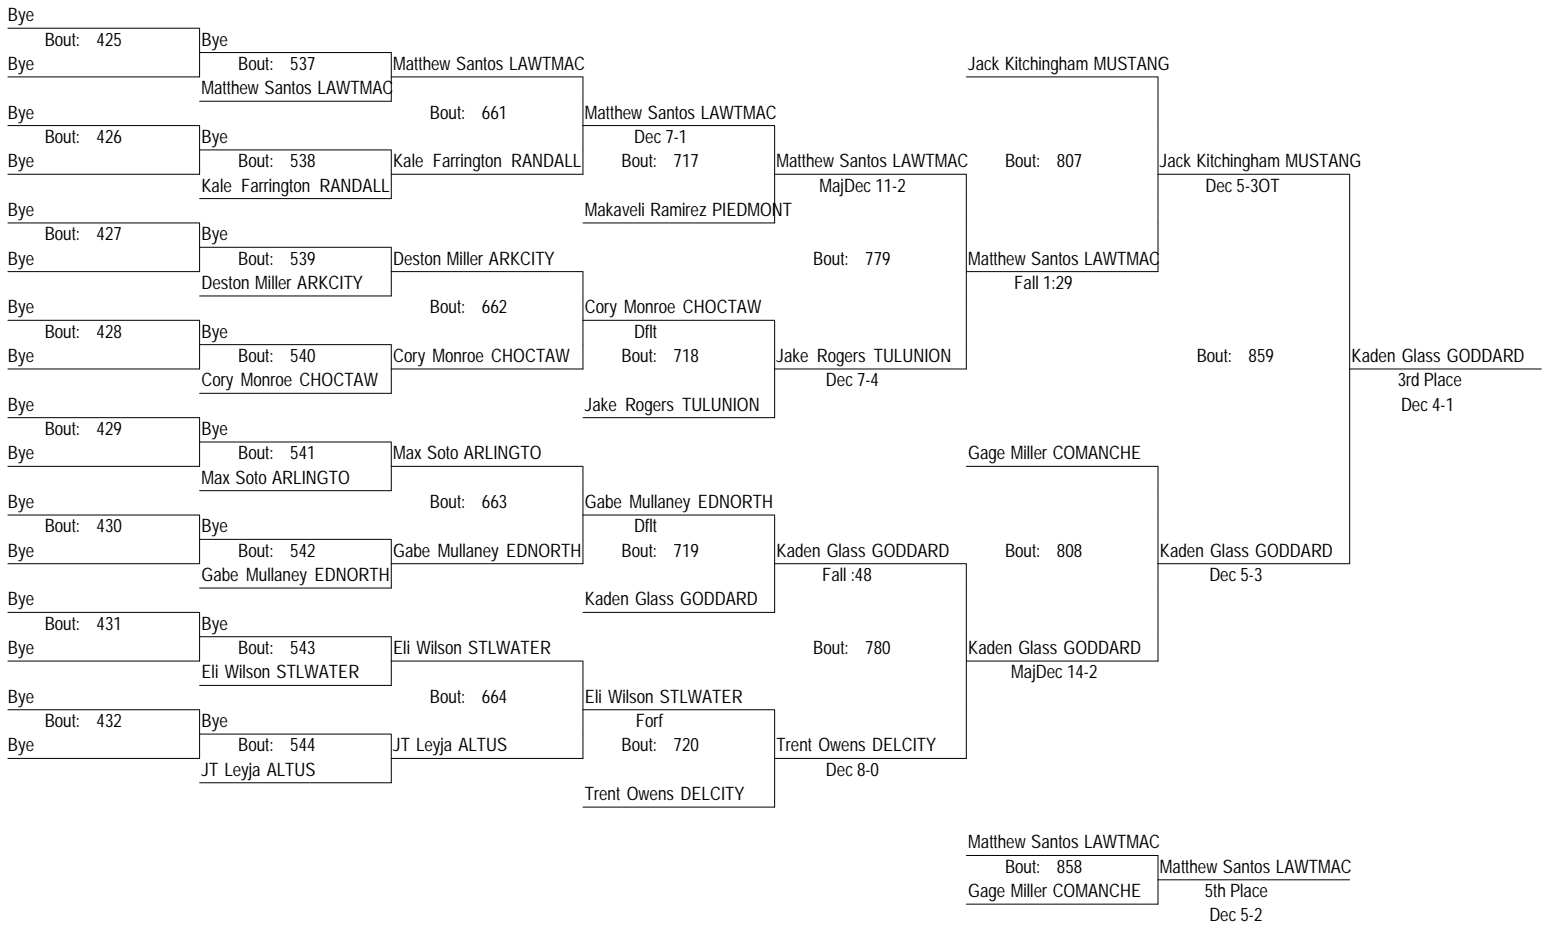 Bye
Bout: 425
Bye
Bye
Bout: 537
Matthew Santos LAWTMAC
Matthew Santos LAWTMAC
Bye
Bout: 426
Bye
Bye
Bout: 538
Kale Farrington RANDALL
Kale Farrington RANDALL
Bout: 661
Matthew Santos LAWTMAC
Dec 7-1
Bout: 717
Makaveli Ramirez PIEDMONT
Matthew Santos LAWTMAC
MajDec 11-2
Bye
Bout: 427
Bye
Bye
Bout: 539
Deston Miller ARKCITY
Deston Miller ARKCITY
Bye
Bout: 428
Bye
Bye
Bout: 540
Cory Monroe CHOCTAW
Cory Monroe CHOCTAW
Bout: 662
Cory Monroe CHOCTAW
Dflt
Bout: 718
Jake Rogers TULUNION
Jake Rogers TULUNION
Dec 7-4
Bout: 779
Matthew Santos LAWTMAC
Fall 1:29
Jack Kitchingham MUSTANG
Bout: 807
Jack Kitchingham MUSTANG
Dec 5-3OT
Bye
Bout: 429
Bye
Bye
Bout: 541
Max Soto ARLINGTO
Max Soto ARLINGTO
Bye
Bout: 430
Bye
Bye
Bout: 542
Gabe Mullaney EDNORTH
Gabe Mullaney EDNORTH
Bout: 663
Gabe Mullaney EDNORTH
Dflt
Bout: 719
Kaden Glass GODDARD
Kaden Glass GODDARD
Fall :48
Bye
Bout: 431
Bye
Bye
Bout: 543
Eli Wilson STLWATER
Eli Wilson STLWATER
Bye
Bout: 432
Bye
Bye
Bout: 544
JT Leyja ALTUS
JT Leyja ALTUS
Bout: 664
Eli Wilson STLWATER
Forf
Bout: 720
Trent Owens DELCITY
Trent Owens DELCITY
Dec 8-0
Bout: 780
Kaden Glass GODDARD
MajDec 14-2
Gage Miller COMANCHE
Bout: 808
Kaden Glass GODDARD
Dec 5-3
Bout: 859
Kaden Glass GODDARD
3rd Place
Dec 4-1
Matthew Santos LAWTMAC
Bout: 858
Gage Miller COMANCHE
Matthew Santos LAWTMAC
5th Place
Dec 5-2